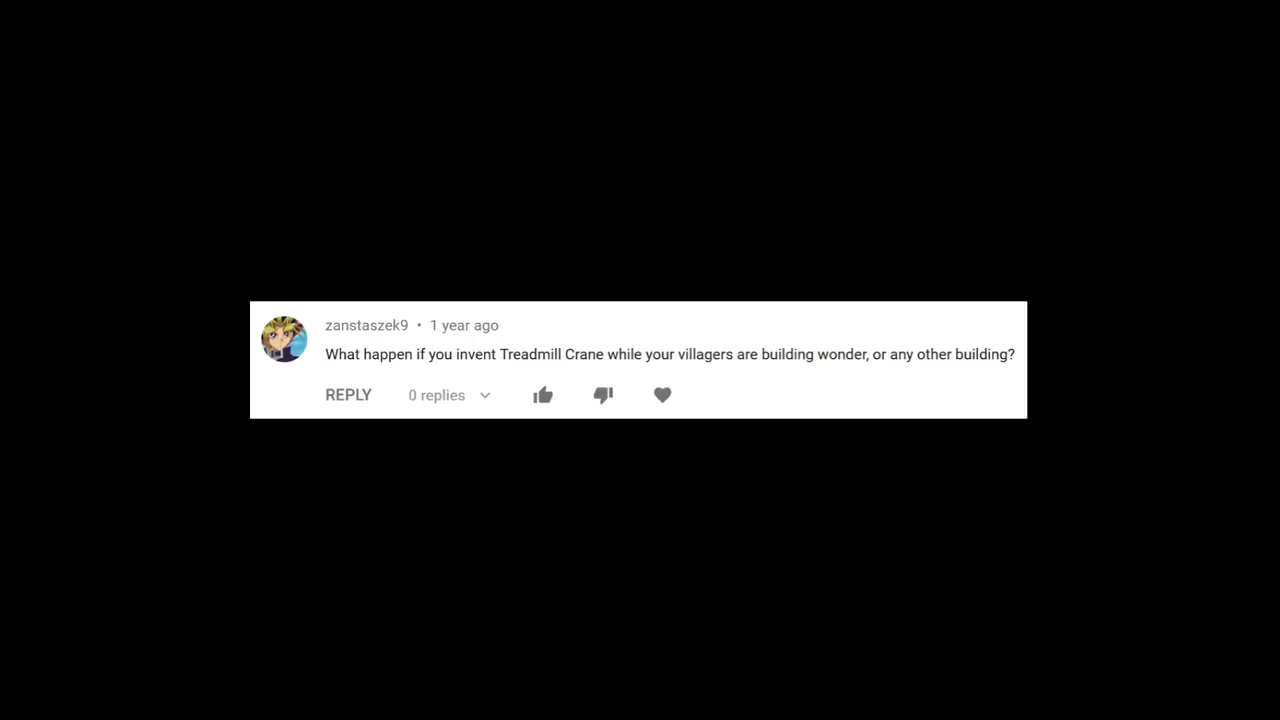 zanstaszek9 • 1 year ago
What happen if you invent Treadmill Crane while your villagers are building wonder, or any other building?
REPLY 0 replies